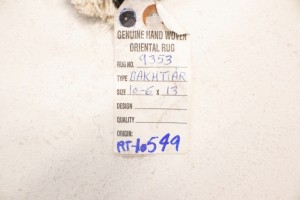 GENUINE HAND WOVEN
ORIENTAL RUG
RUG NO. 9353
TYPE BAKHTIAR
SIZE 10-6 x 13
DESIGN
QUALITY
ORIGIN:
RT-10549